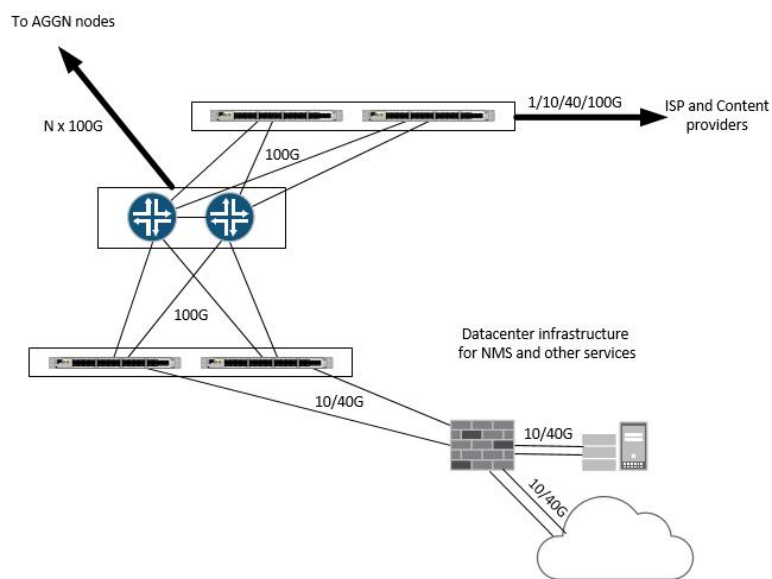 To AGGN nodes
N x 100G
1/10/40/100G
ISP and Content
providers
100G
100G
Datacenter infrastructure
for NMS and other services
10/40G
10/40G
10/40G